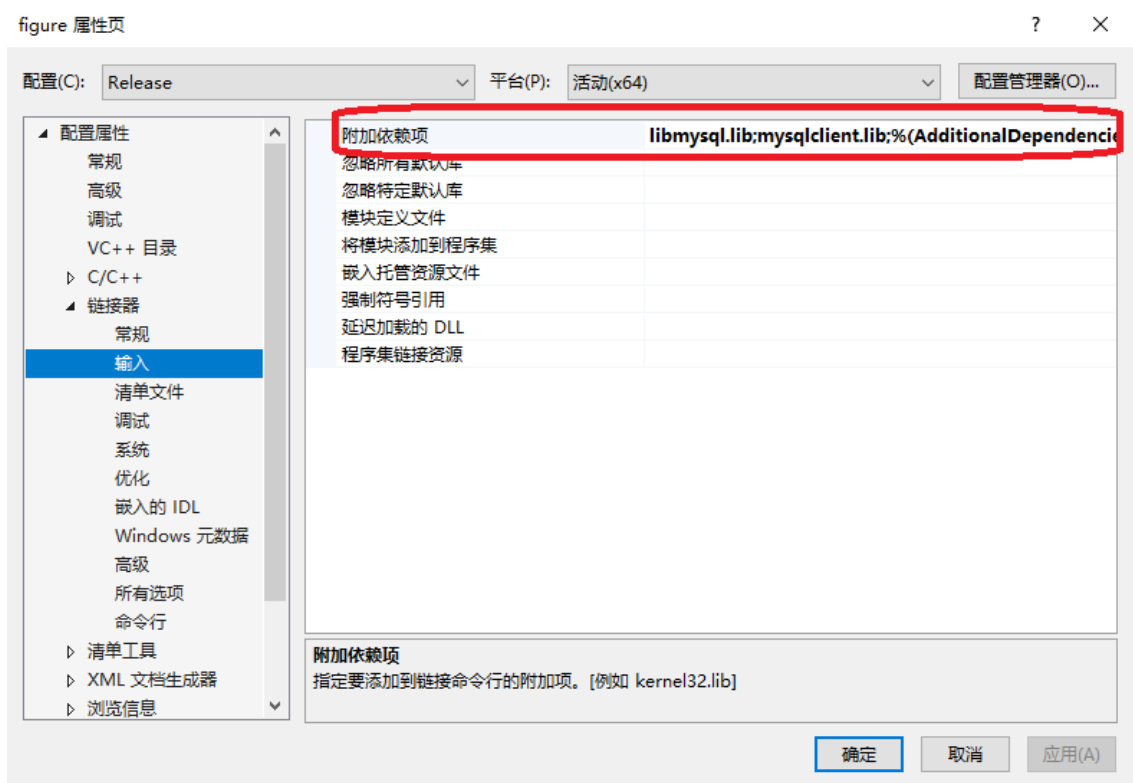 figure 属性页
配置(C): Release 平台(P): 活动(x64) 配置管理器(O)...
配置属性
常规
高级
调试
VC++ 目录
C/C++
链接器
常规
输入
清单文件
调试
系统
优化
嵌入的 IDL
Windows 元数据
高级
所有选项
命令行
清单工具
XML 文档生成器
浏览信息
附加依赖项 libmysql.lib;mysqlclient.lib;%(AdditionalDependencie
忽略所有默认库
忽略特定默认库
模块定义文件
将模块添加到程序集
嵌入托管资源文件
强制符号引用
延迟加载的 DLL
程序集链接资源
附加依赖项
指定要添加到链接命令行的附加项。[例如 kernel32.lib]
确定 取消 应用(A)